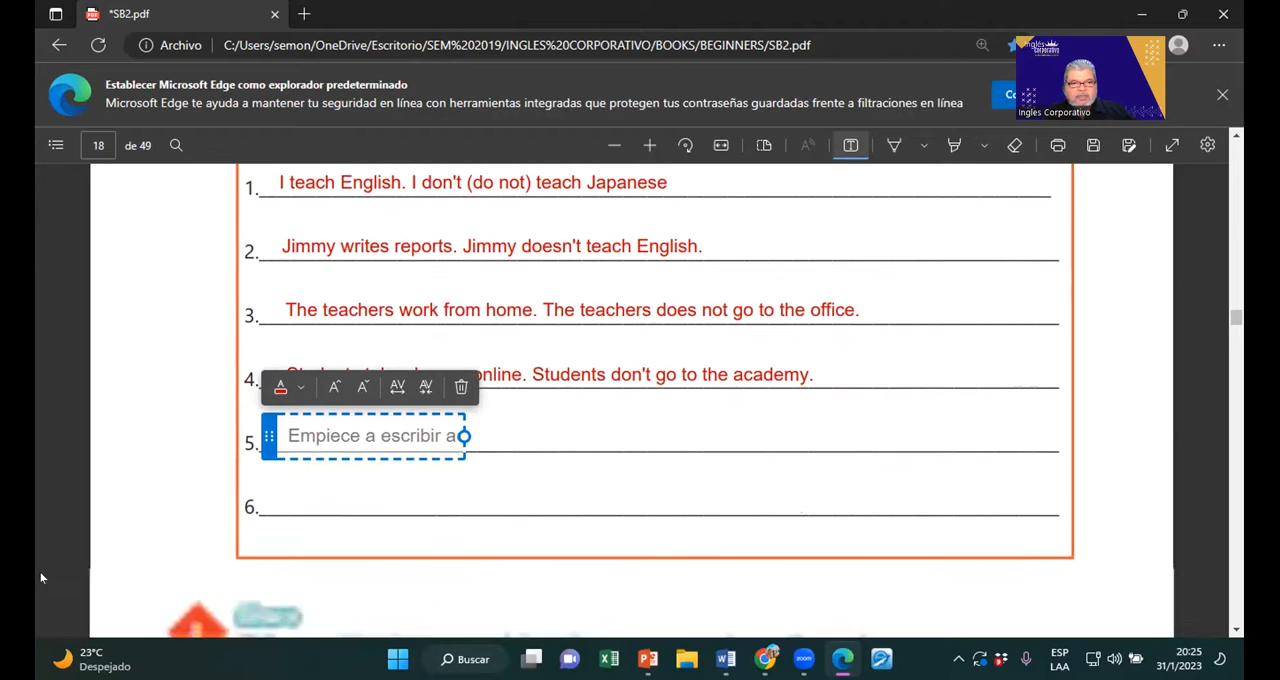 *SB2.pdf
Archivo
C:/Users/semon/OneDrive/Escritorio/SEM%202019/INGLES%20CORPORATIVO/BOOKS/BEGINNERS/SB2.pdf
Establecer Microsoft Edge como explorador predeterminado
Microsoft Edge te ayuda a mantener tu seguridad en línea con herramientas integradas que protegen tus contraseñas guardadas frente a filtraciones en línea
Inglés
corporativo
Ingles Corporativo
18 de 49
1. I teach English. I don't (do not) teach Japanese
2. Jimmy writes reports. Jimmy doesn't teach English.
3. The teachers work from home. The teachers does not go to the office.
4. online. Students don't go to the academy.
5. Empiece a escribir a
6.
23°C
Despejado
Buscar
ESP
LAA
20:25
31/1/2023